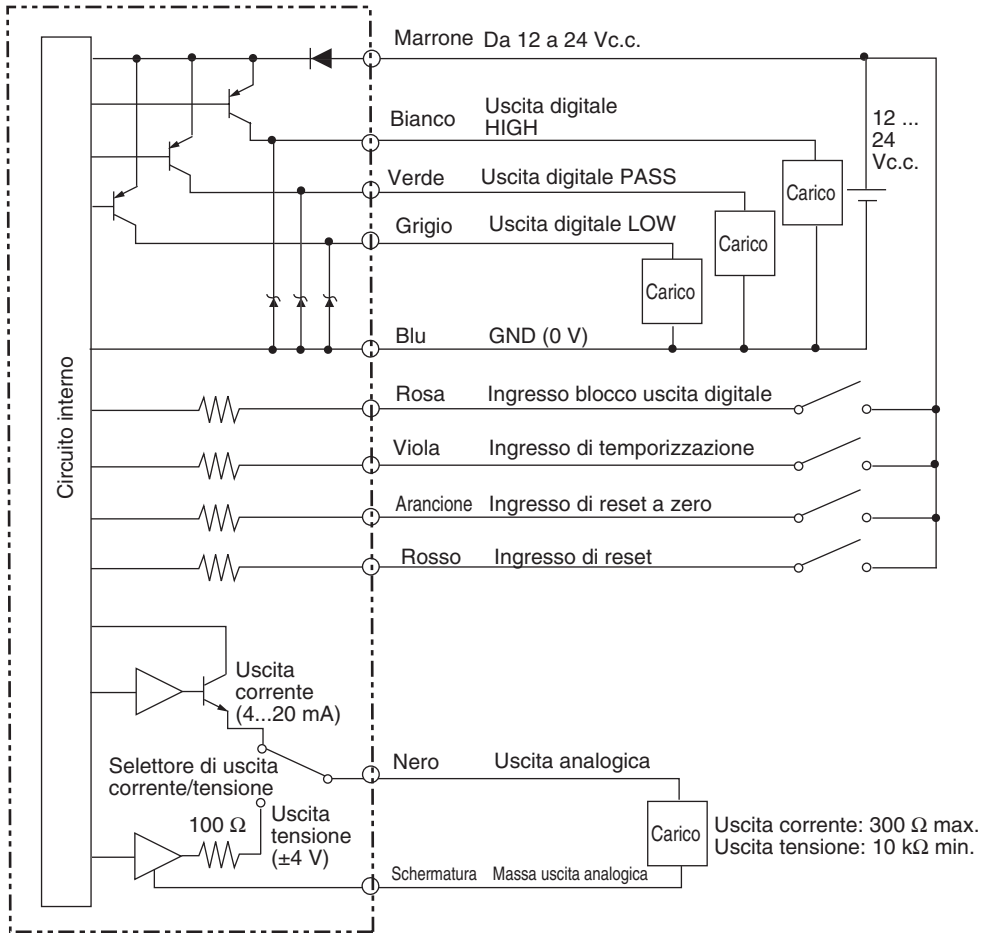 Marrone Da 12 a 24 Vc.c.
Bianco
Uscita digitale
HIGH
12 ...
24
Vc.c.
Carico
Verde Uscita digitale PASS
Carico
Grigio Uscita digitale LOW
Carico
Blu GND (0 V)
Circuito interno
Rosa Ingresso blocco uscita digitale
Viola Ingresso di temporizzazione
Arancione Ingresso di reset a zero
Rosso Ingresso di reset
Uscita
corrente
(4...20 mA)
Selettore di uscita
corrente/tensione
Nero Uscita analogica
100 Ω
Uscita
tensione
(±4 V)
Carico
Uscita corrente: 300 Ω max.
Uscita tensione: 10 kΩ min.
Schermatura Massa uscita analogica